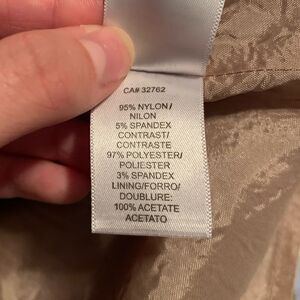 CA# 32762
95% NYLON/
NILON
5% SPANDEX
CONTRAST/
CONTRASTE
97% POLYESTER/
POLIESTER
3% SPANDEX
LINING/FORRO/
DOUBLURE:
100% ACETATE
ACETATO